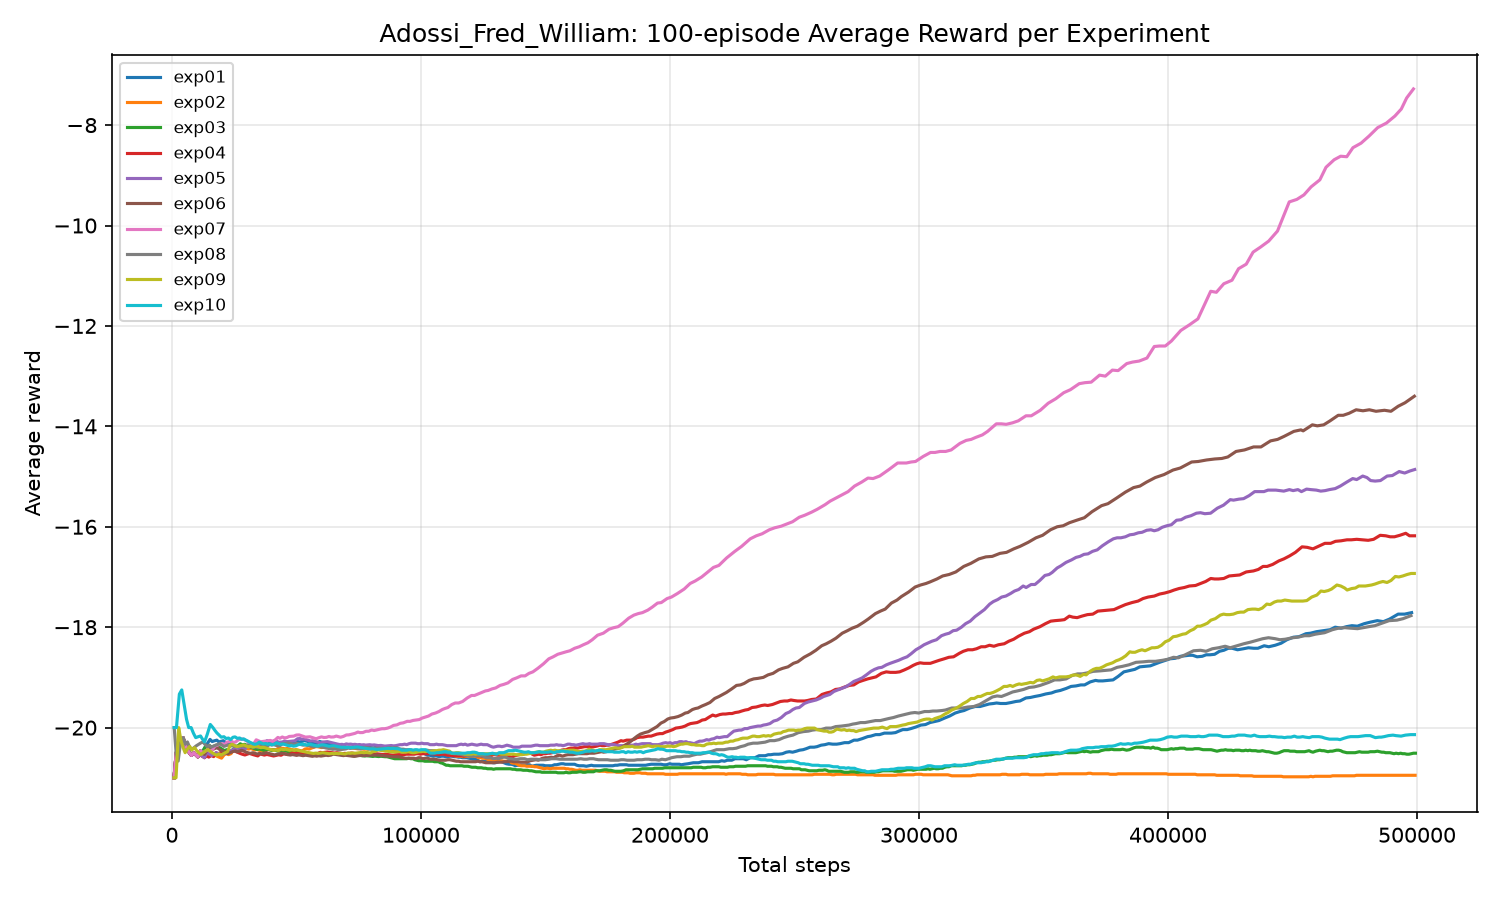 Adossi_Fred_William: 100-episode Average Reward per Experiment
exp01
exp02
exp03
exp04
exp05
exp06
exp07
exp08
exp09
exp10
−8
−10
−12
−14
−16
−18
−20
Average reward
0
100000
200000
300000
400000
500000
Total steps